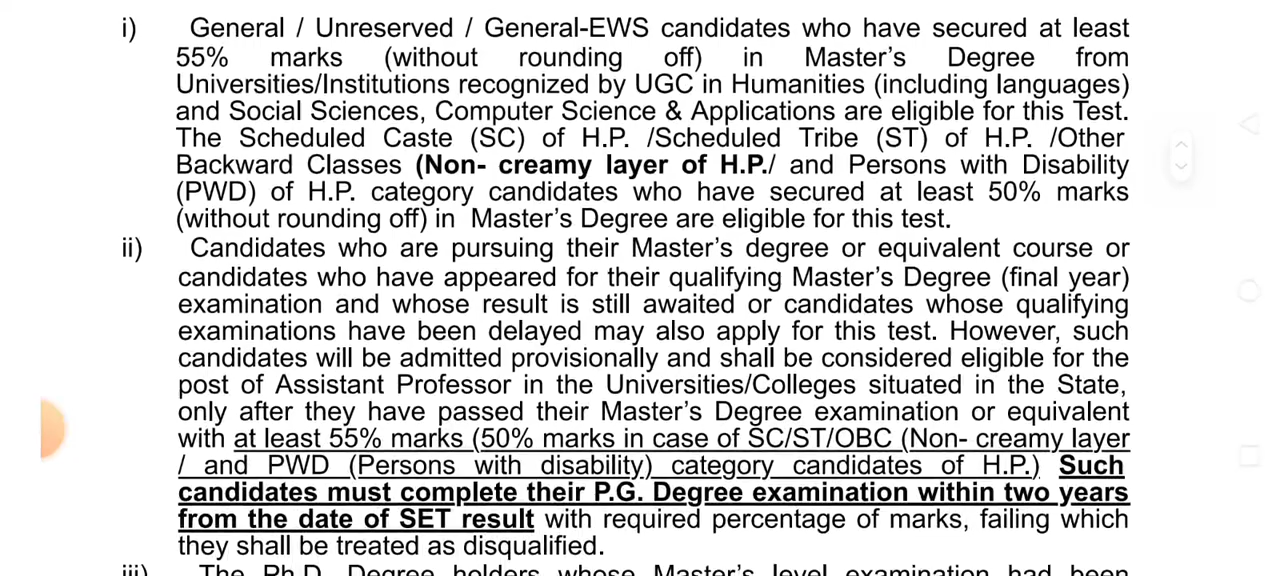 i) General / Unreserved / General-EWS candidates who have secured at least
55% marks (without rounding off) in Master's Degree from
Universities/Institutions recognized by UGC in Humanities (including languages)
and Social Sciences, Computer Science & Applications are eligible for this Test.
The Scheduled Caste (SC) of H.P. /Scheduled Tribe (ST) of H.P. /Other
Backward Classes (Non- creamy layer of H.P./ and Persons with Disability
(PWD) of H.P. category candidates who have secured at least 50% marks
(without rounding off) in Master's Degree are eligible for this test.
ii) Candidates who are pursuing their Master's degree or equivalent course or
candidates who have appeared for their qualifying Master's Degree (final year)
examination and whose result is still awaited or candidates whose qualifying
examinations have been delayed may also apply for this test. However, such
candidates will be admitted provisionally and shall be considered eligible for the
post of Assistant Professor in the Universities/Colleges situated in the State,
only after they have passed their Master's Degree examination or equivalent
with at least 55% marks (50% marks in case of SC/ST/OBC (Non- creamy layer
/ and PWD (Persons with disability) category candidates of H.P.) Such
candidates must complete their P.G. Degree examination within two years
from the date of SET result with required percentage of marks, failing which
they shall be treated as disqualified.
iii) The Ph.D. Degree holders whose Master's level examination had been